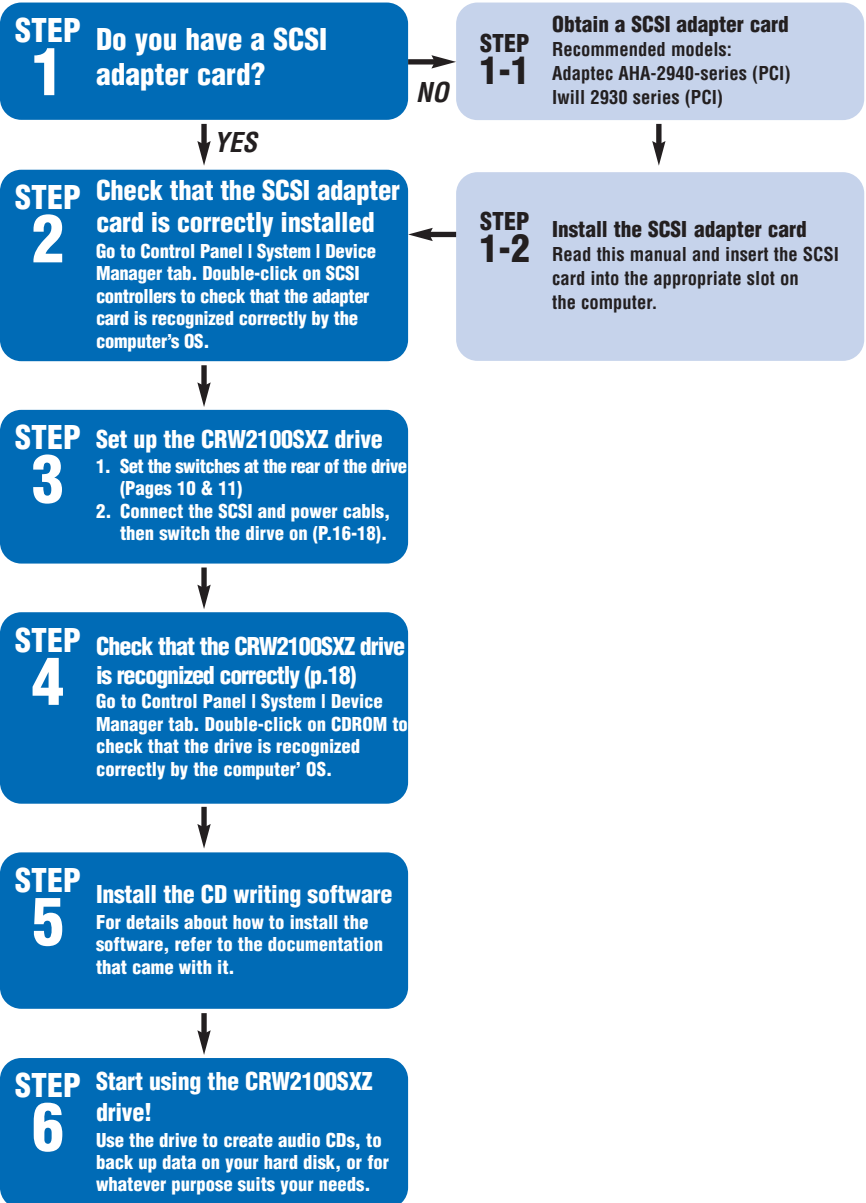 STEP
1
Do you have a SCSI
adapter card?
NO
STEP
1-1
Obtain a SCSI adapter card
Recommended models:
Adaptec AHA-2940-series (PCI)
Iwill 2930 series (PCI)
YES
STEP
2
Check that the SCSI adapter
card is correctly installed
Go to Control Panel l System l Device
Manager tab. Double-click on SCSI
controllers to check that the adapter
card is recognized correctly by the
computer's OS.
STEP
1-2
Install the SCSI adapter card
Read this manual and insert the SCSI
card into the appropriate slot on
the computer.
STEP
3
Set up the CRW2100SXZ drive
1. Set the switches at the rear of the drive
(Pages 10 & 11)
2. Connect the SCSI and power cabls,
then switch the dirve on (P.16-18).
STEP
4
Check that the CRW2100SXZ drive
is recognized correctly (p.18)
Go to Control Panel l System l Device
Manager tab. Double-click on CDROM to
check that the drive is recognized
correctly by the computer' OS.
STEP
5
Install the CD writing software
For details about how to install the
software, refer to the documentation
that came with it.
STEP
6
Start using the CRW2100SXZ
drive!
Use the drive to create audio CDs, to
back up data on your hard disk, or for
whatever purpose suits your needs.